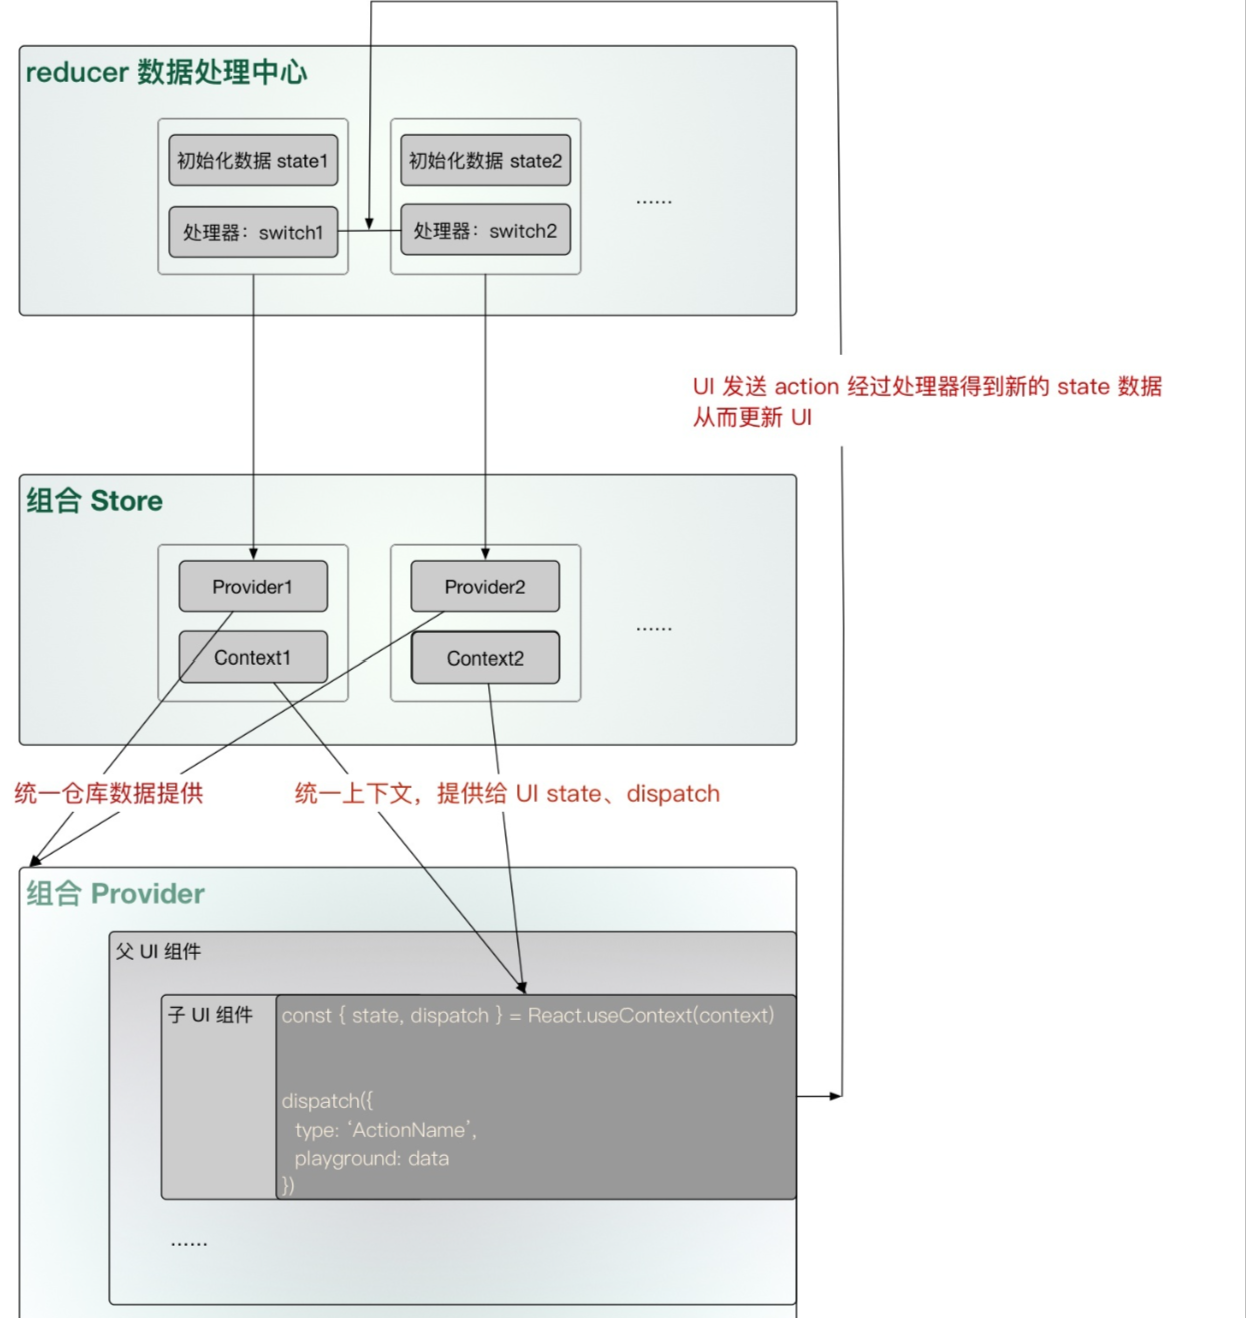 reducer 数据处理中心
初始化数据 state1
初始化数据 state2
处理器：switch1
处理器：switch2
……
UI 发送 action 经过处理器得到新的 state 数据
从而更新 UI
组合 Store
Provider1
Provider2
Context1
Context2
……
统一仓库数据提供
统一上下文，提供给 UI state、dispatch
组合 Provider
父 UI 组件
子 UI 组件
const { state, dispatch } = React.useContext(context)
dispatch({
type: ‘ActionName’,
playground: data
})
……